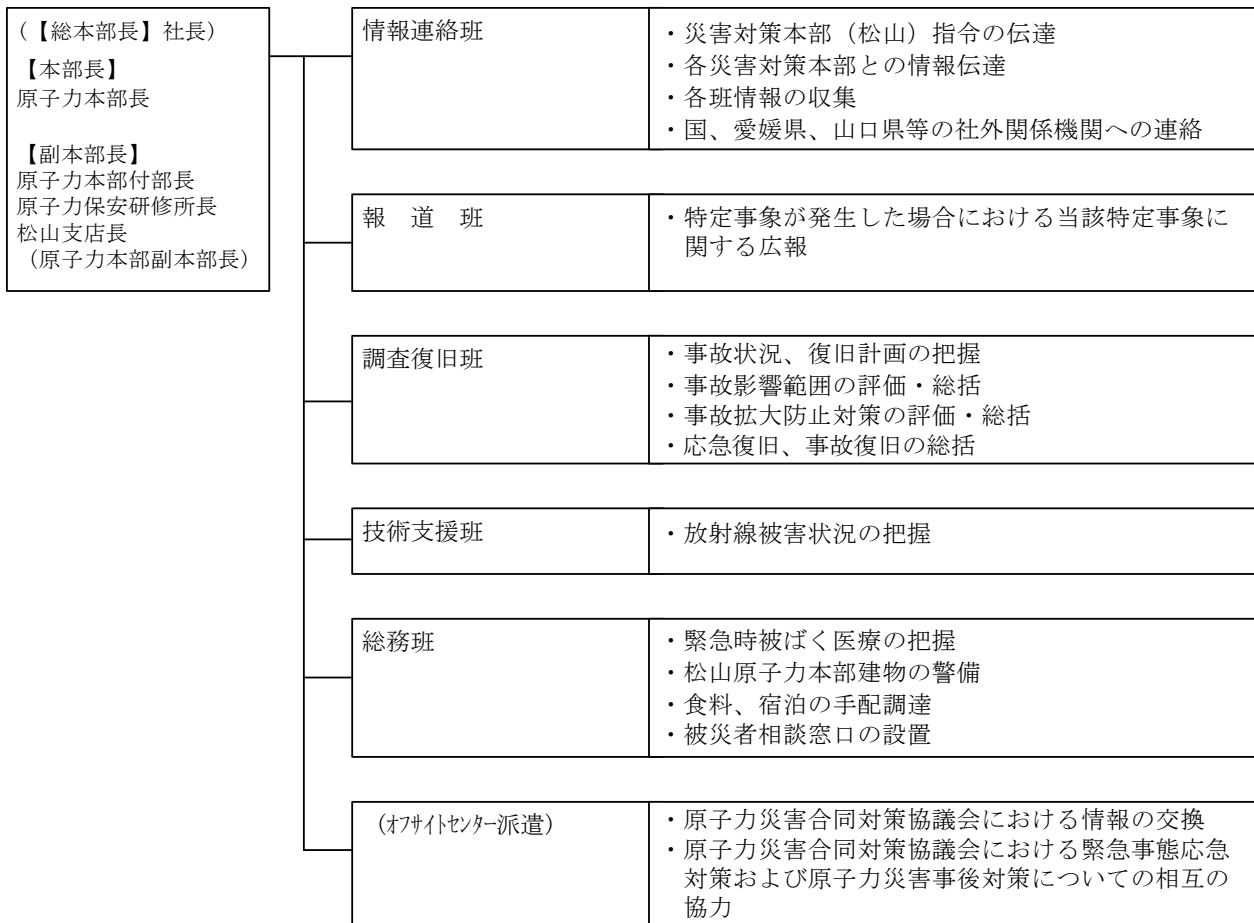 (【総本部長】社長)
【本部長】
原子力本部長
【副本部長】
原子力本部付部長
原子力保安研修所長
松山支店長
(原子力本部副本部長)
情報連絡班
・災害対策本部（松山）指令の伝達
・各災害対策本部との情報伝達
・各班情報の収集
・国、愛媛県、山口県等の社外関係機関への連絡
報　道　班
・特定事象が発生した場合における当該特定事象に
関する広報
調査復旧班
・事故状況、復旧計画の把握
・事故影響範囲の評価・総括
・事故拡大防止対策の評価・総括
・応急復旧、事故復旧の総括
技術支援班
・放射線被害状況の把握
総務班
・緊急時被ばく医療の把握
・松山原子力本部建物の警備
・食料、宿泊の手配調達
・被災者相談窓口の設置
(ｵﾌｻｲﾄｾﾝﾀｰ派遣)
・原子力災害合同対策協議会における情報の交換
・原子力災害合同対策協議会における緊急事態応急
対策および原子力災害事後対策についての相互の
協力